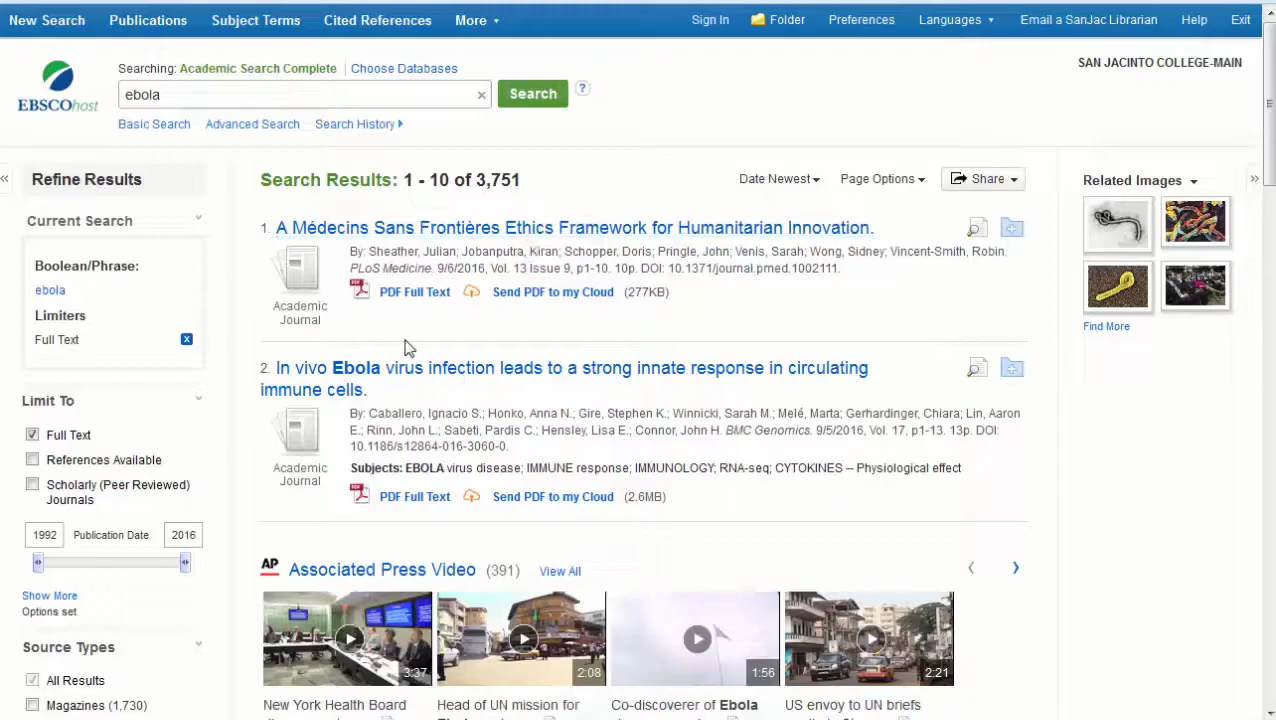 New Search Publications Subject Terms Cited References More Sign In Folder Preferences Languages Email a SanJac Librarian Help Exit
Searching: Academic Search Complete Choose Databases
SAN JACINTO COLLEGE-MAIN
EBSCOhost
ebola × Search ?
Basic Search Advanced Search Search History
Refine Results
Current Search
Boolean/Phrase:
ebola
Limiters
Full Text x
Limit To
Full Text
References Available
Scholarly (Peer Reviewed)
Journals
1992 Publication Date 2016
Show More
Options set
Source Types
All Results
Magazines (1,730)
Search Results: 1 - 10 of 3,751 Date Newest Page Options Share
1. A Médecins Sans Frontières Ethics Framework for Humanitarian Innovation.
By: Sheather, Julian; Jobanputra, Kiran; Schopper, Doris; Pringle, John; Venis, Sarah; Wong, Sidney; Vincent-Smith, Robin.
PLoS Medicine. 9/6/2016, Vol. 13 Issue 9, p1-10. 10p. DOI: 10.1371/journal.pmed.1002111.
PDF Full Text Send PDF to my Cloud (277KB)
Academic
Journal
2. In vivo Ebola virus infection leads to a strong innate response in circulating
immune cells.
By: Caballero, Ignacio S.; Honko, Anna N.; Gire, Stephen K.; Winnicki, Sarah M.; Melé, Marta; Gerhardinger, Chiara; Lin, Aaron
E.; Rinn, John L.; Sabeti, Pardis C.; Hensley, Lisa E.; Connor, John H. BMC Genomics. 9/5/2016, Vol. 17, p1-13. 13p. DOI:
10.1186/s12864-016-3060-0.
Academic
Journal
Subjects: EBOLA virus disease; IMMUNE response; IMMUNOLOGY; RNA-seq; CYTOKINES -- Physiological effect
PDF Full Text Send PDF to my Cloud (2.6MB)
AP Associated Press Video (391) View All
3:37 2:08 1:56 2:21
New York Health Board Head of UN mission for Co-discoverer of Ebola US envoy to UN briefs
Related Images
Find More